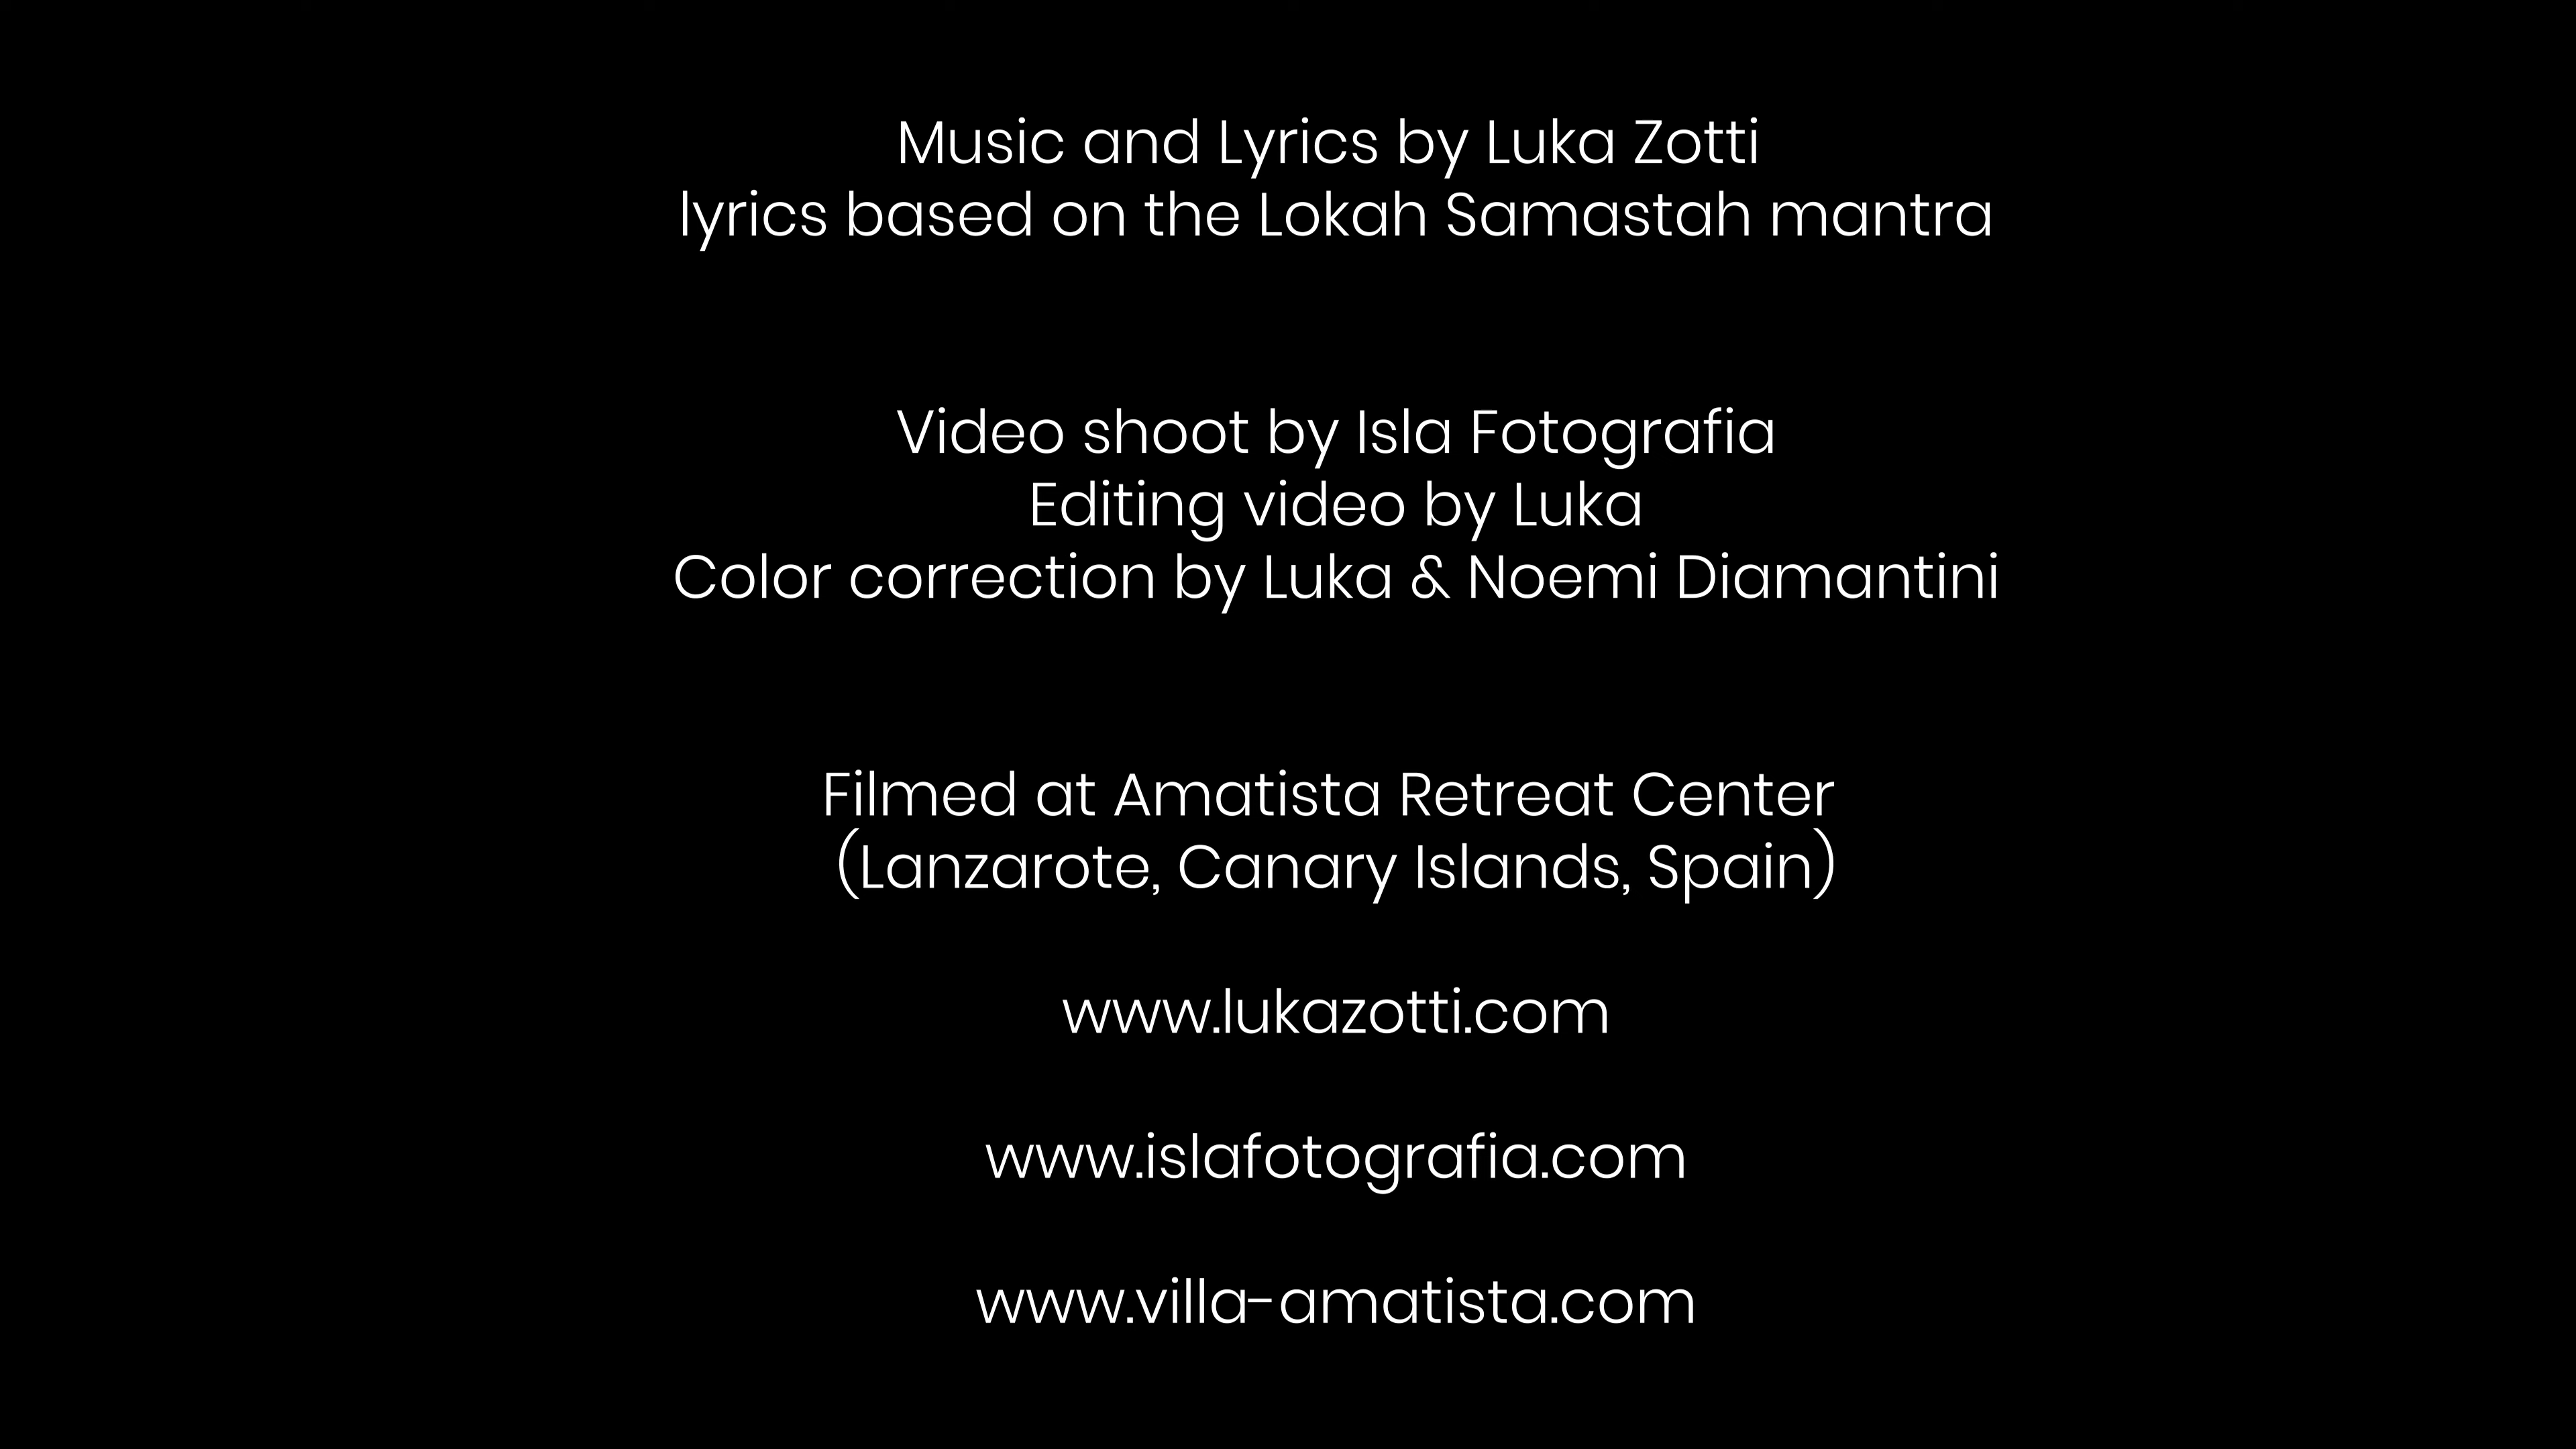 Music and Lyrics by Luka Zotti
lyrics based on the Lokah Samastah mantra
Video shoot by Isla Fotografia
Editing video by Luka
Color correction by Luka & Noemi Diamantini
Filmed at Amatista Retreat Center
(Lanzarote, Canary Islands, Spain)
www.lukazotti.com
www.islafotografia.com
www.villa-amatista.com